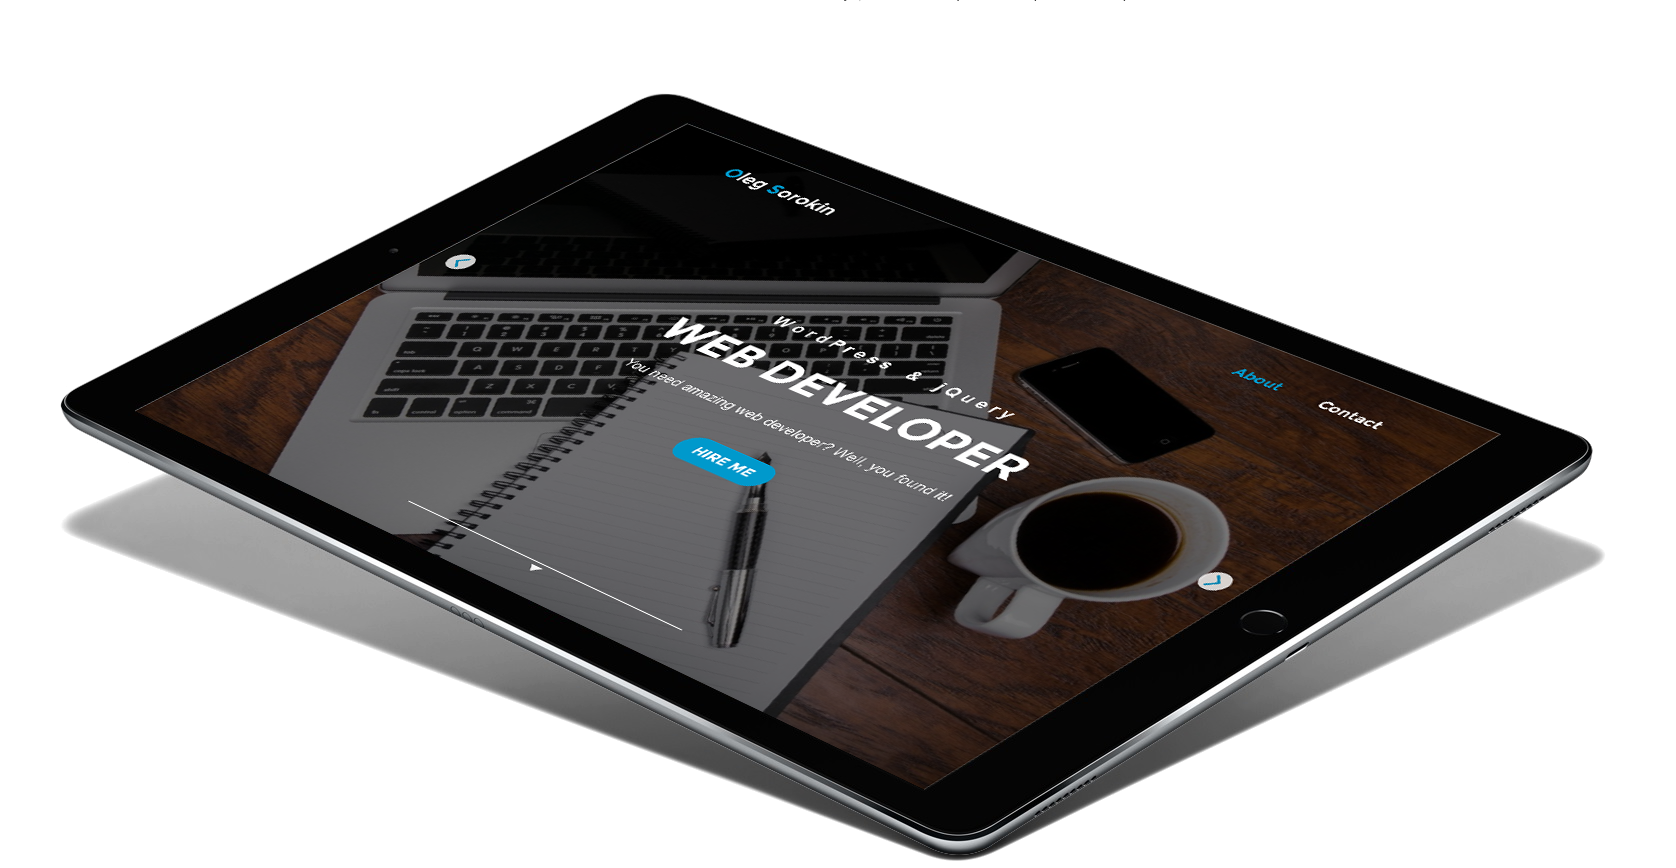 Oleg Sorokin
About
Contact
WordPress & jQuery
WEB DEVELOPER
You need amazing web developer? Well, you found it!
HIRE ME